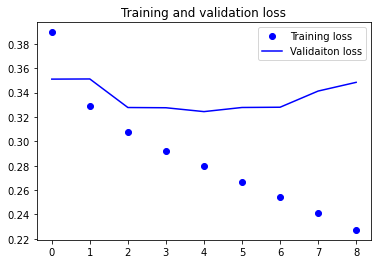 Training and validation loss
Training loss
Validaiton loss
0.38
0.36
0.34
0.32
0.30
0.28
0.26
0.24
0.22
0 1 2 3 4 5 6 7 8